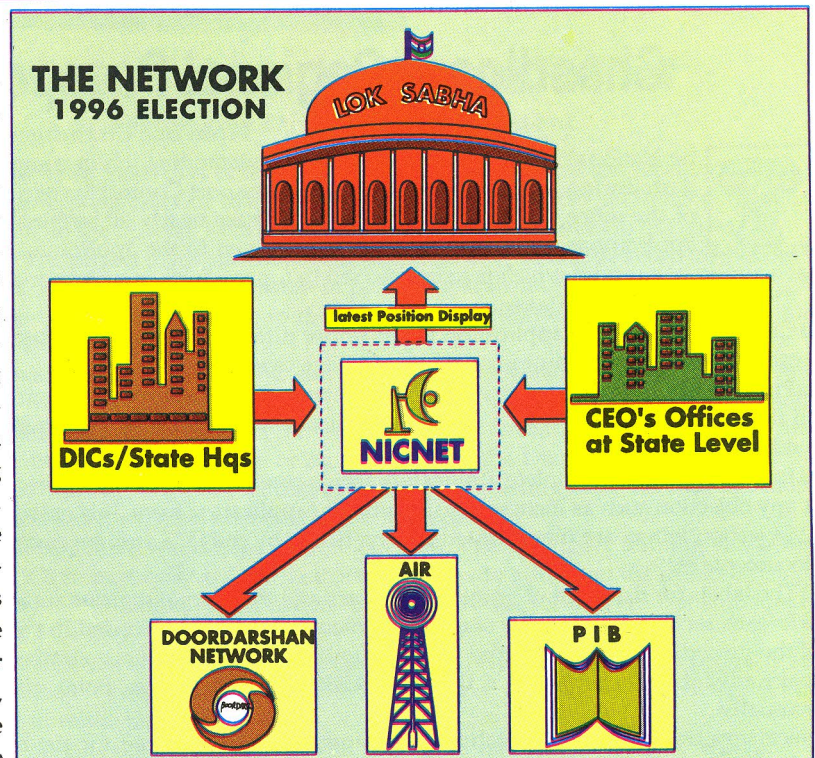 THE NETWORK
1996 ELECTION
LOK SABHA
latest Position Display
DICs/State Hqs
NICNET
CEO's Offices
at State Level
DOORDARSHAN
NETWORK
AIR
P I B